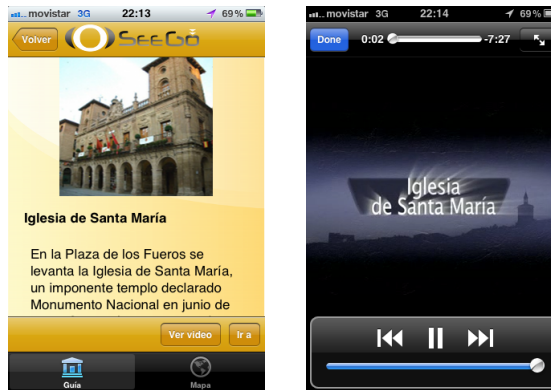 movistar 3G 22:13 69%
Volver SeeGo
Iglesia de Santa María
En la Plaza de los Fueros se
levanta la Iglesia de Santa María,
un imponente templo declarado
Monumento Nacional en junio de
Ver video Ir a
Guía Mapa
movistar 3G 22:14 69%
Done 0:02 -7:27
Iglesia
de Santa María